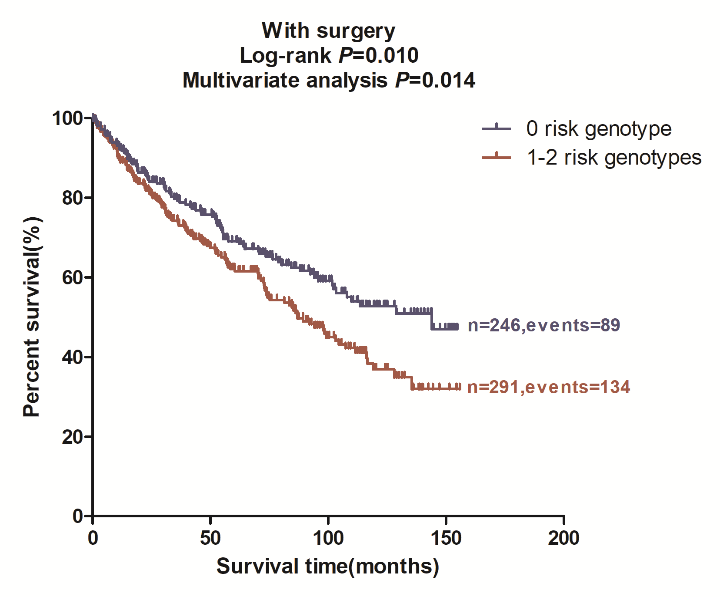 With surgery
Log-rank P=0.010
Multivariate analysis P=0.014
0 risk genotype
1-2 risk genotypes
Percent survival(%)
100
80
60
40
20
0
n=246,events=89
n=291,events=134
0
50
100
150
200
Survival time(months)